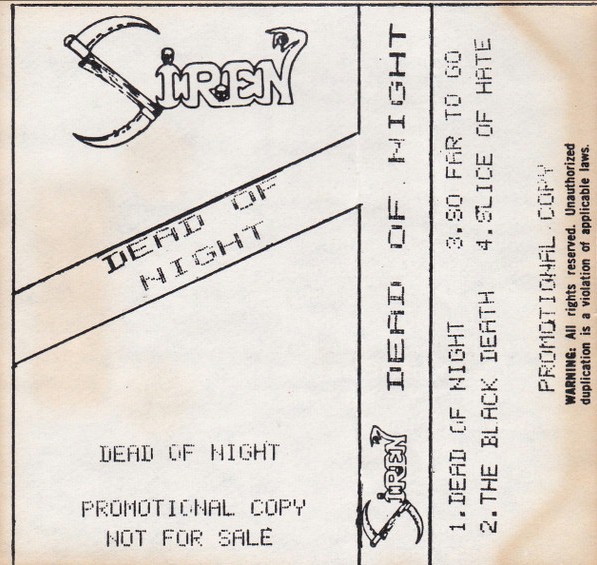 SIREN
DEAD OF
NIGHT
DEAD OF NIGHT
PROMOTIONAL COPY
NOT FOR SALE
DEAD OF NIGHT
SIREN
1.DEAD OF NIGHT
2.THE BLACK DEATH
3.SO FAR TO GO
4.SLICE OF HATE
PROMOTIONAL COPY
WARNING: All rights reserved. Unauthorized
duplication is a violation of applicable laws.